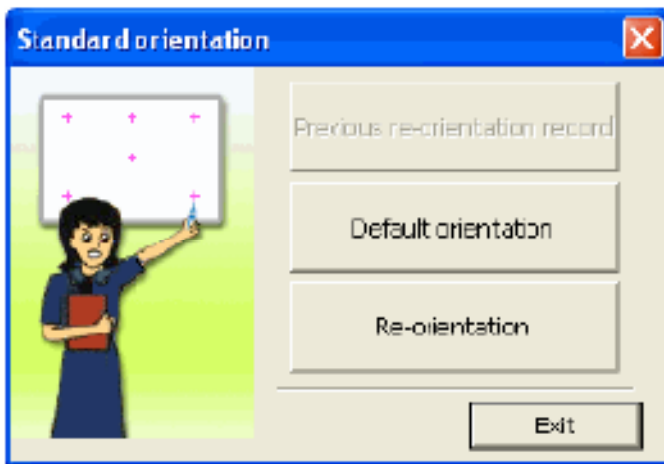 Standard orientation
Previous re-orientation record
Default orientation
Re-orientation
Exit